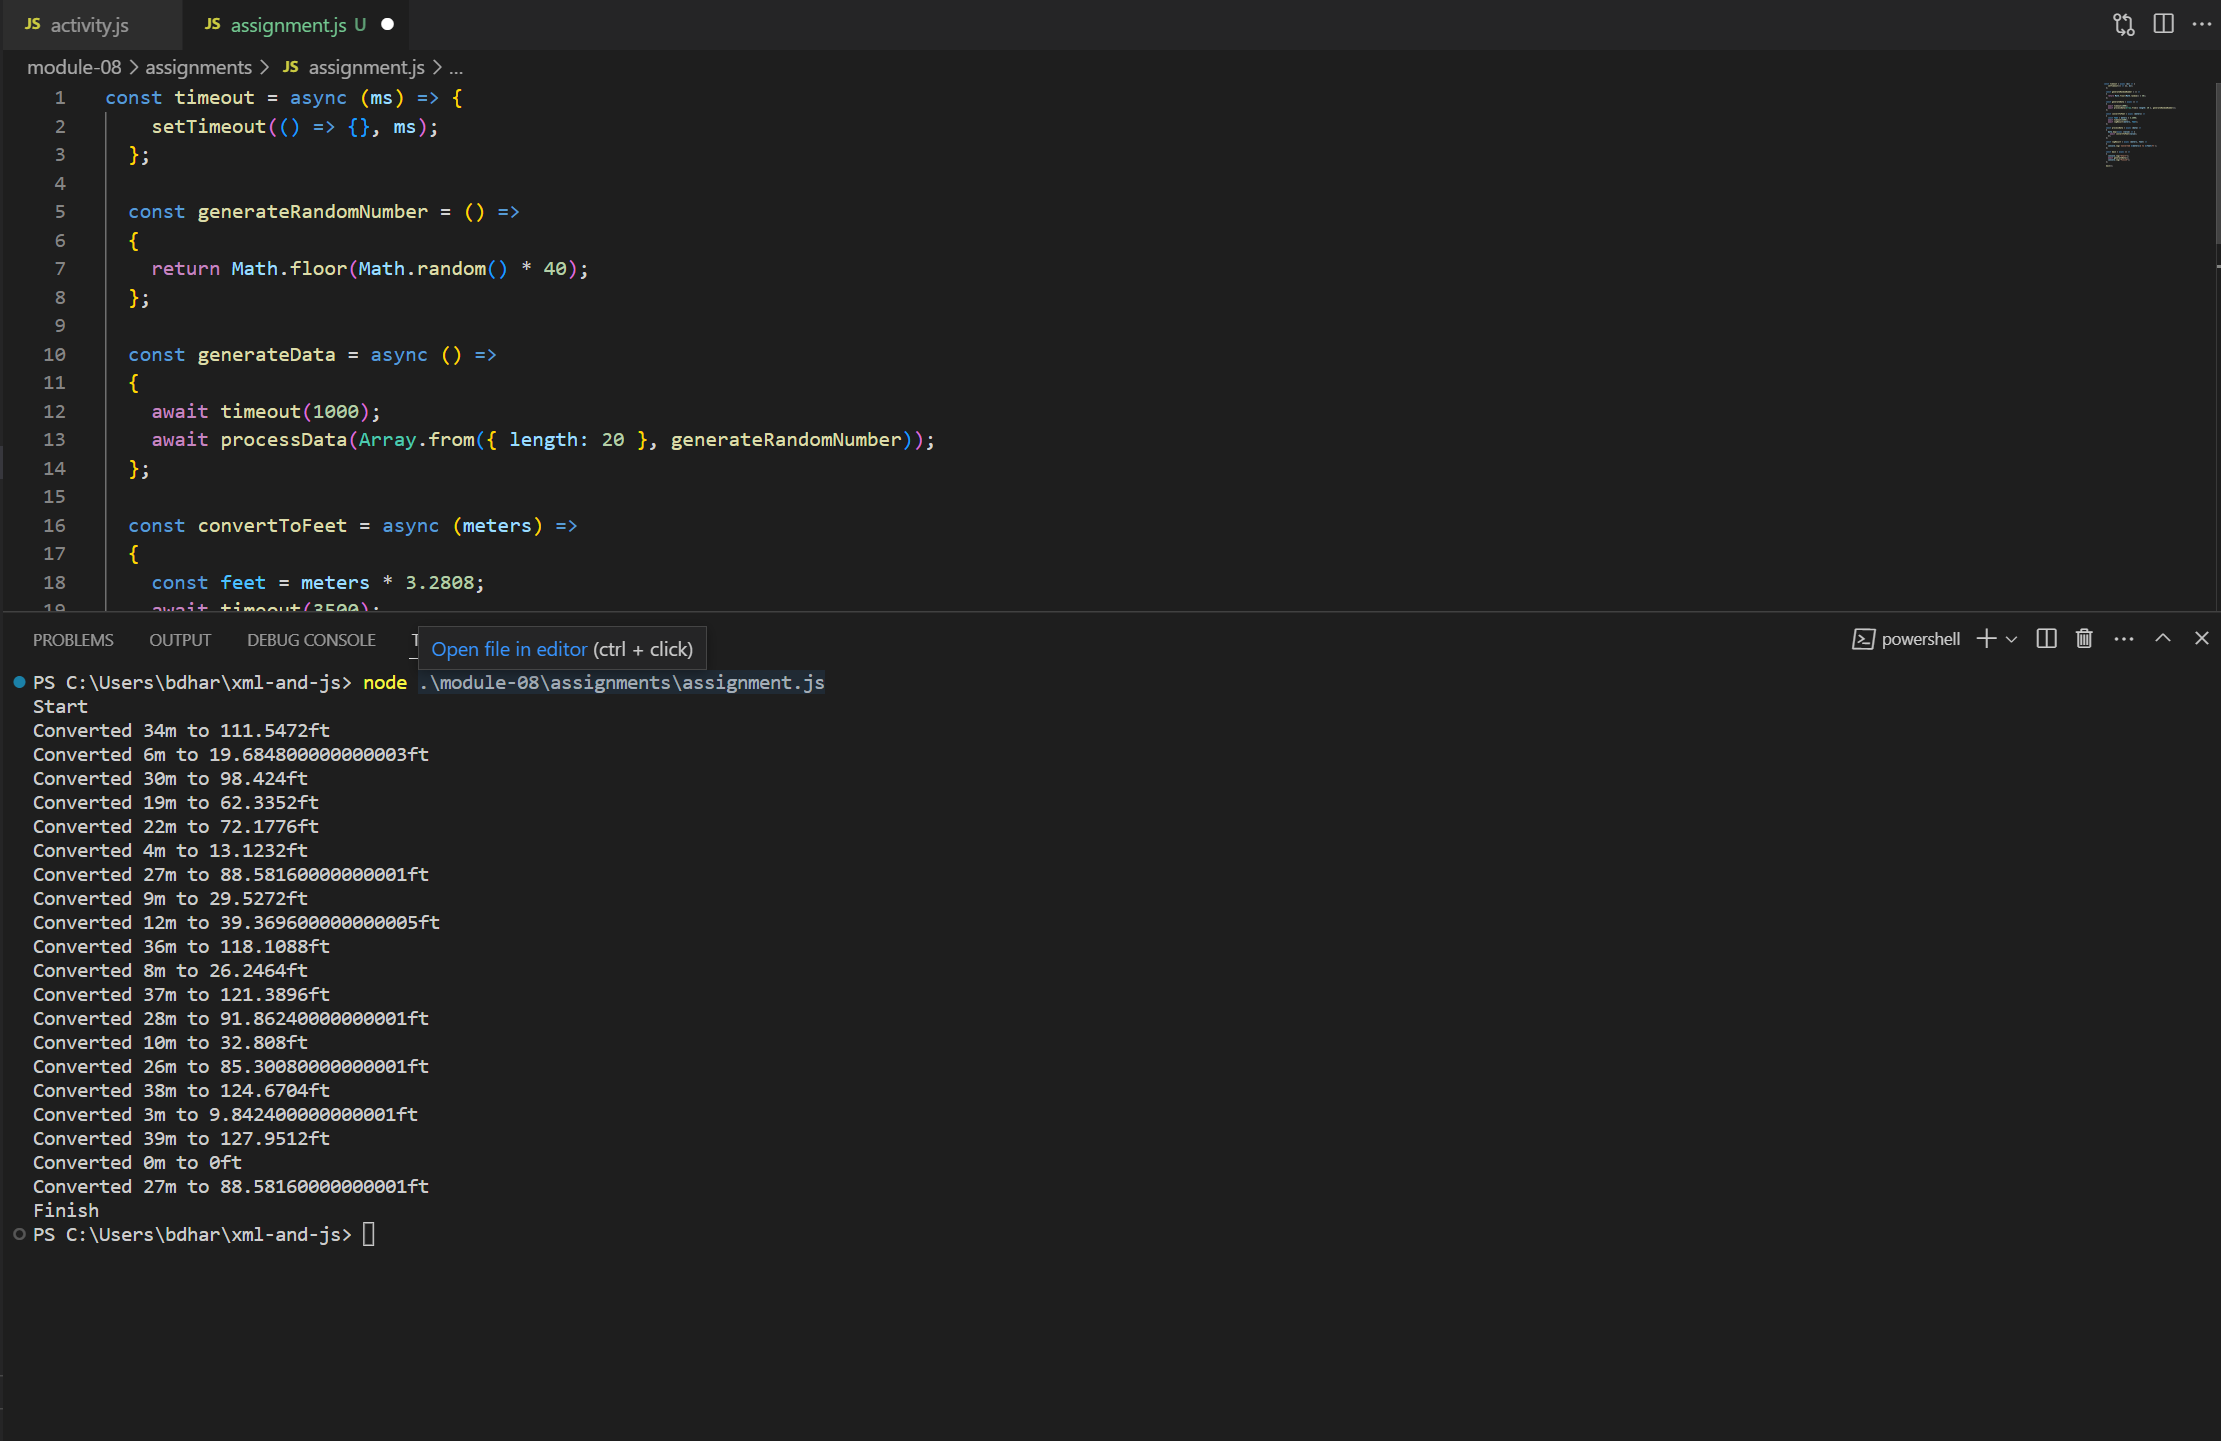 JS activity.js JS assignment.js U
module-08 > assignments > JS assignment.js > ...
1 const timeout = async (ms) => {
2 setTimeout(() => {}, ms);
3 };
4
5 const generateRandomNumber = () =>
6 {
7 return Math.floor(Math.random() * 40);
8 };
9
10 const generateData = async () =>
11 {
12 await timeout(1000);
13 await processData(Array.from({ length: 20 }, generateRandomNumber));
14 };
15
16 const convertToFeet = async (meters) =>
17 {
18 const feet = meters * 3.2808;
19 await timeout(3500);
PROBLEMS OUTPUT DEBUG CONSOLE T powershell
Open file in editor (ctrl + click)
PS C:\Users\bdhar\xml-and-js> node .\module-08\assignments\assignment.js
Start
Converted 34m to 111.5472ft
Converted 6m to 19.684800000000003ft
Converted 30m to 98.424ft
Converted 19m to 62.3352ft
Converted 22m to 72.1776ft
Converted 4m to 13.1232ft
Converted 27m to 88.58160000000001ft
Converted 9m to 29.5272ft
Converted 12m to 39.369600000000005ft
Converted 36m to 118.1088ft
Converted 8m to 26.2464ft
Converted 37m to 121.3896ft
Converted 28m to 91.86240000000001ft
Converted 10m to 32.808ft
Converted 26m to 85.30080000000001ft
Converted 38m to 124.6704ft
Converted 3m to 9.842400000000001ft
Converted 39m to 127.9512ft
Converted 0m to 0ft
Converted 27m to 88.58160000000001ft
Finish
PS C:\Users\bdhar\xml-and-js>